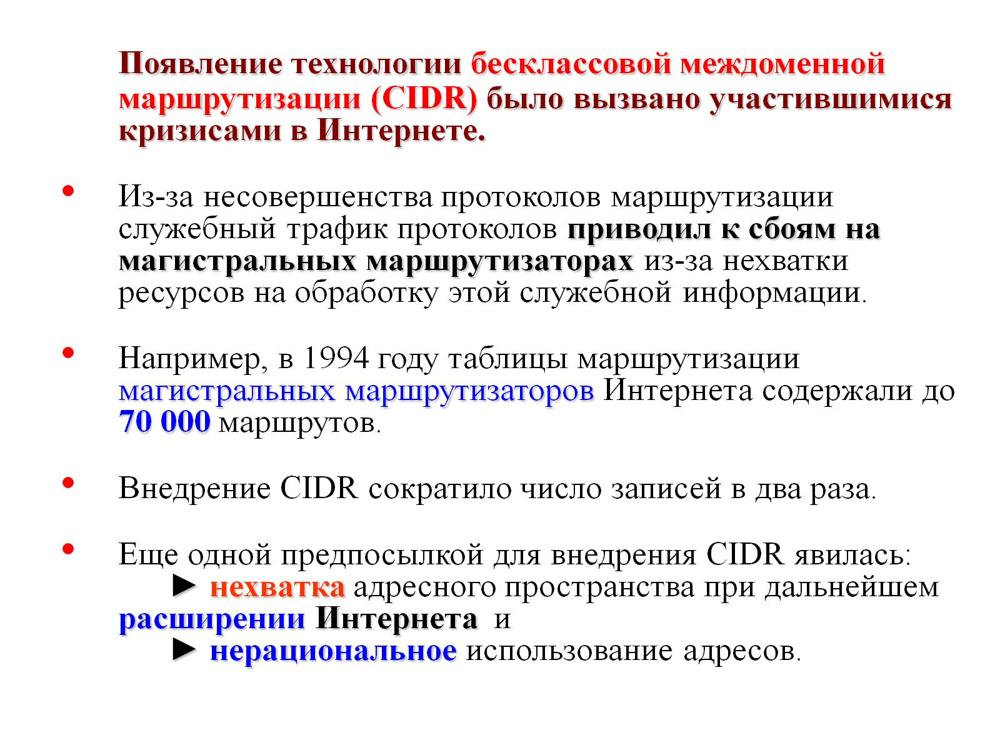 Появление технологии бесклассовой междоменной
маршрутизации (CIDR) было вызвано участившимися
кризисами в Интернете.
• Из-за несовершенства протоколов маршрутизации
служебный трафик протоколов приводил к сбоям на
магистральных маршрутизаторах из-за нехватки
ресурсов на обработку этой служебной информации.
• Например, в 1994 году таблицы маршрутизации
магистральных маршрутизаторов Интернета содержали до
70 000 маршрутов.
• Внедрение CIDR сократило число записей в два раза.
• Еще одной предпосылкой для внедрения CIDR явилась:
► нехватка адресного пространства при дальнейшем
расширении Интернета и
► нерациональное использование адресов.